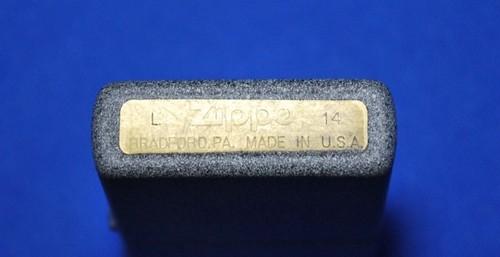 L Zippo 14
BRADFORD, PA. MADE IN U.S.A